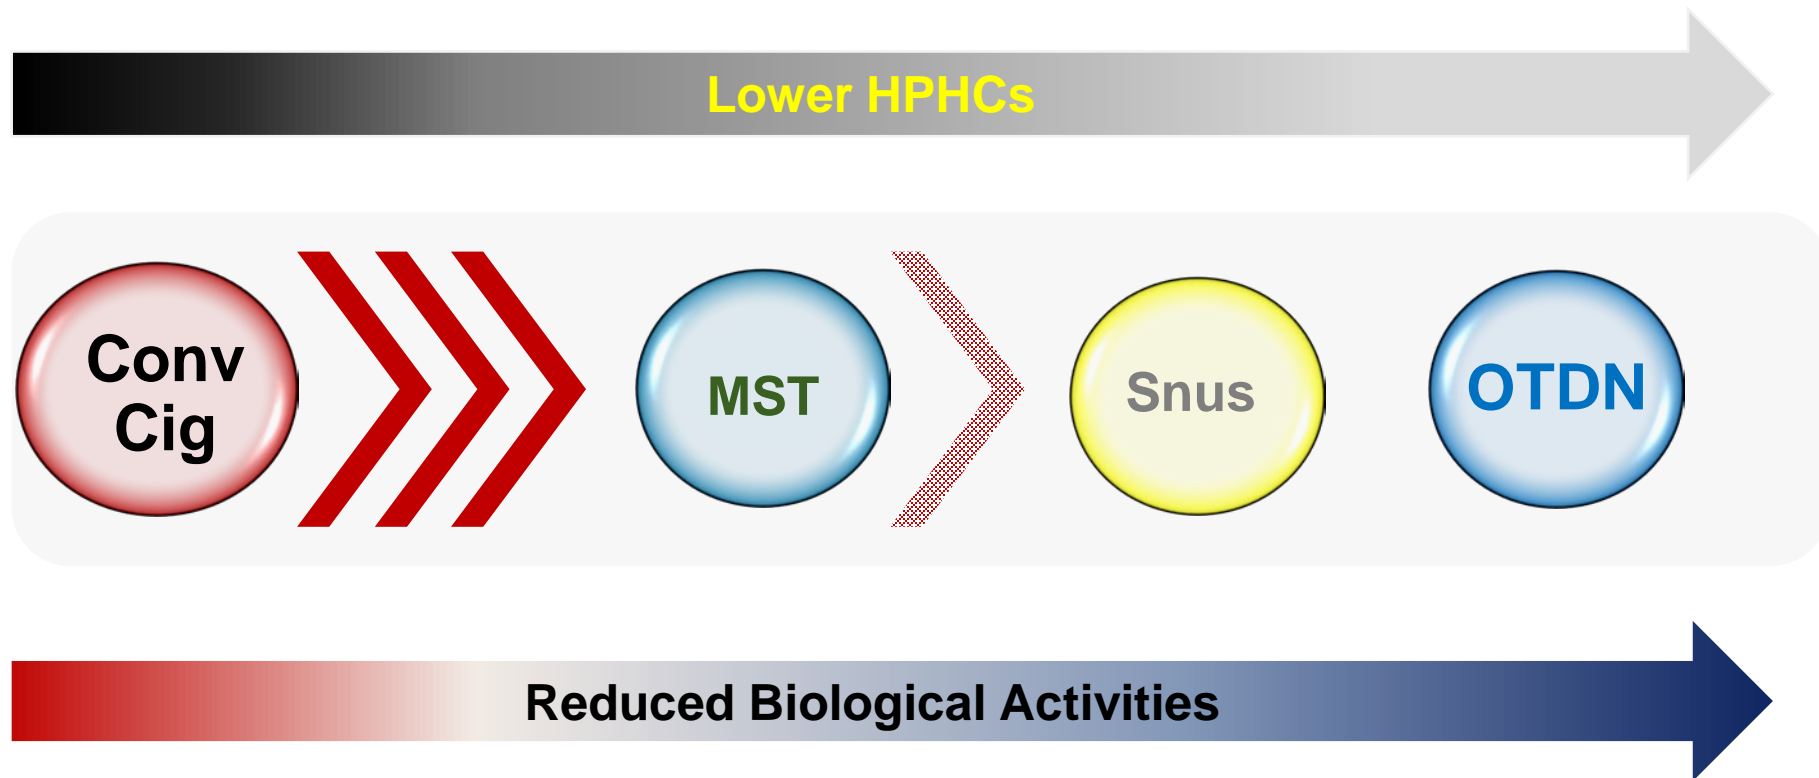 Lower HPHCs
Conv
Cig
MST
Snus
OTDN
Reduced Biological Activities